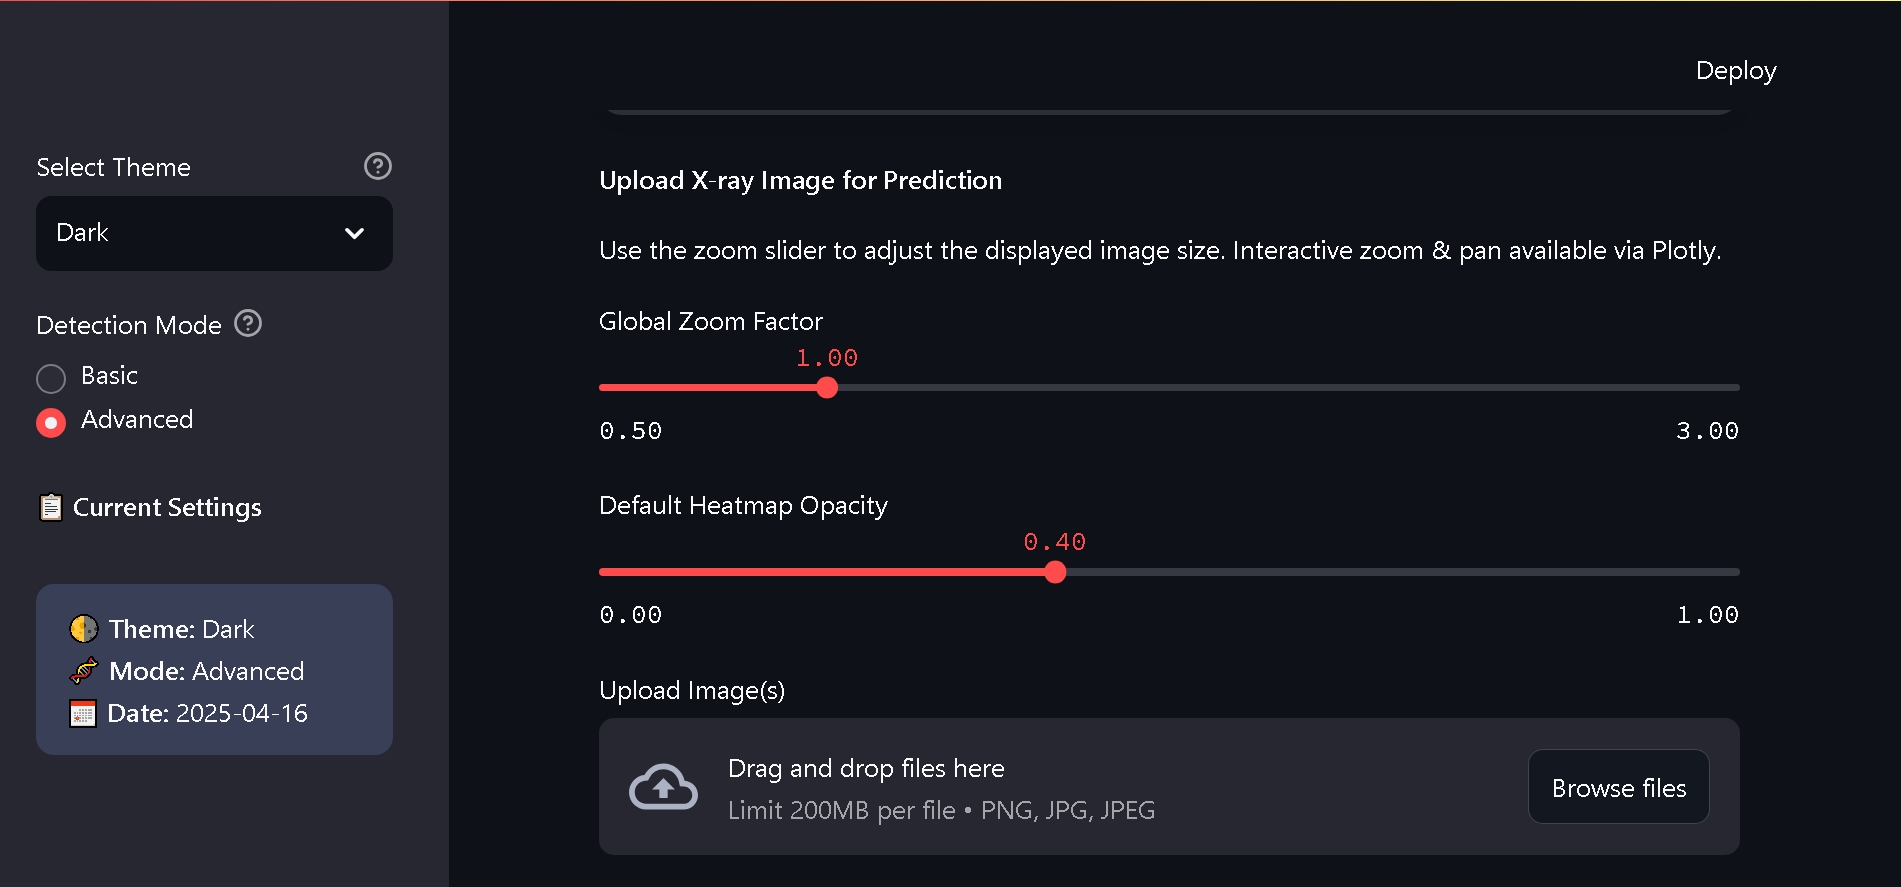 Deploy
Select Theme
Dark
Detection Mode
Basic
Advanced
Current Settings
Theme: Dark
Mode: Advanced
Date: 2025-04-16
Upload X-ray Image for Prediction
Use the zoom slider to adjust the displayed image size. Interactive zoom & pan available via Plotly.
Global Zoom Factor
1.00
0.50 3.00
Default Heatmap Opacity
0.40
0.00 1.00
Upload Image(s)
Drag and drop files here
Limit 200MB per file • PNG, JPG, JPEG
Browse files